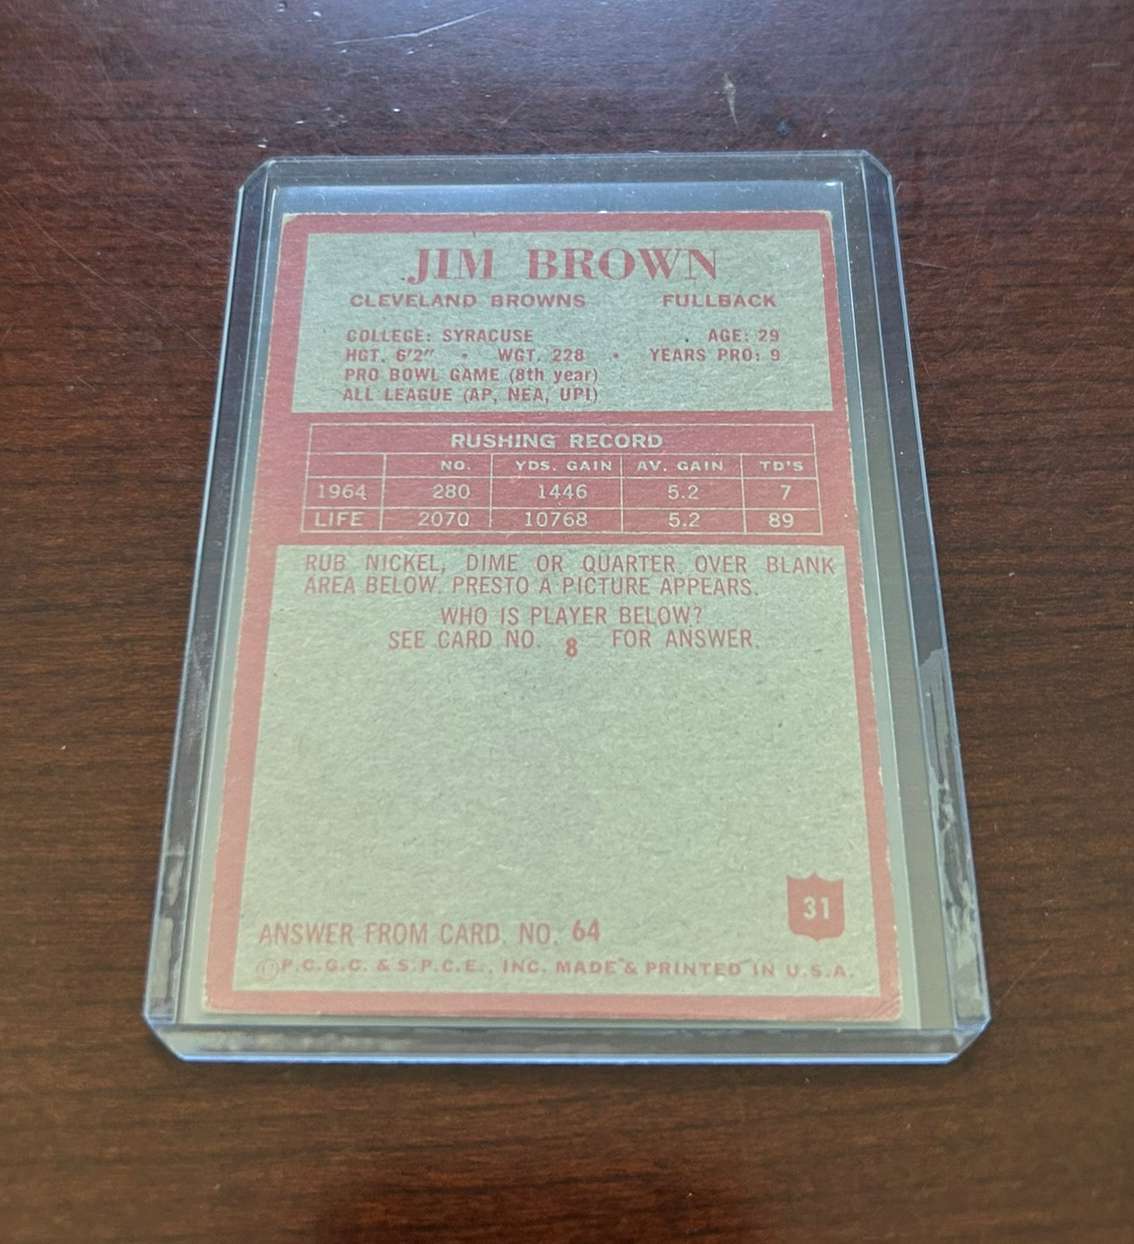 JIM BROWN
CLEVELAND BROWNS FULLBACK
COLLEGE: SYRACUSE AGE: 29
HGT. 6'2" • WGT. 228 • YEARS PRO: 9
PRO BOWL GAME (8th year)
ALL LEAGUE (AP, NEA, UPI)
RUSHING RECORD
NO. YDS. GAIN AV. GAIN TD'S
1964 280 1446 5.2 7
LIFE 2070 10768 5.2 89
RUB NICKEL, DIME OR QUARTER OVER BLANK
AREA BELOW. PRESTO A PICTURE APPEARS.
WHO IS PLAYER BELOW?
SEE CARD NO. 8 FOR ANSWER.
31
ANSWER FROM CARD NO. 64
©P.C.G.C. & S.P.C.E., INC. MADE & PRINTED IN U.S.A.